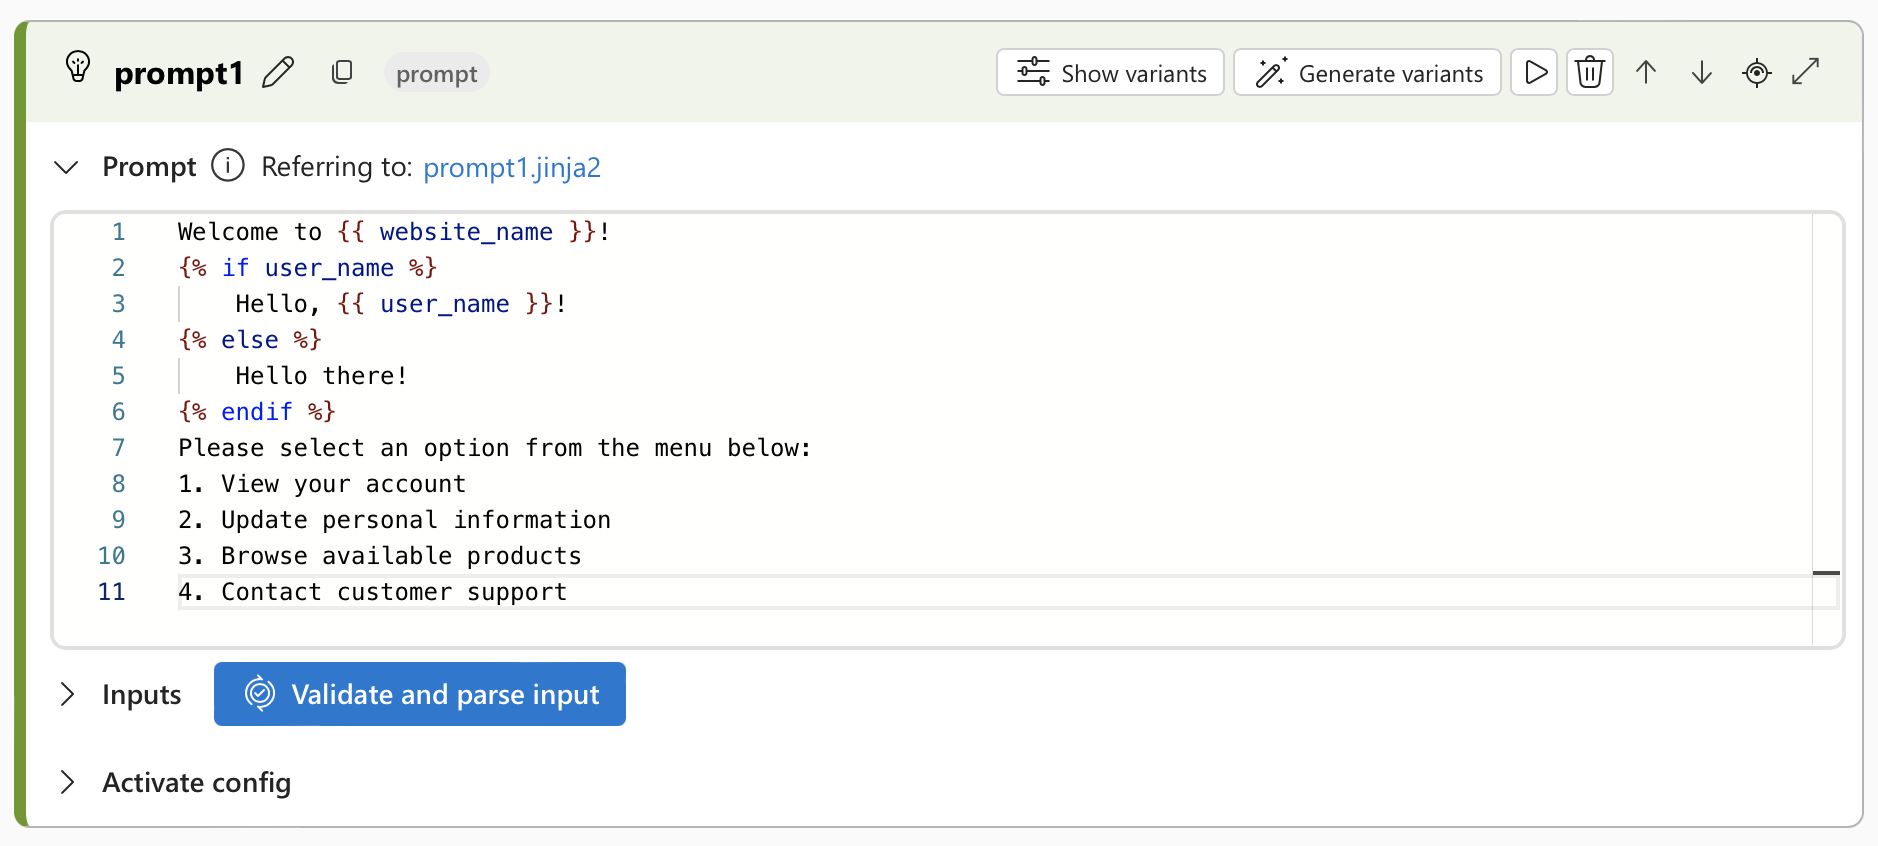 prompt1 prompt Show variants Generate variants
Prompt Referring to: prompt1.jinja2
1 Welcome to {{ website_name }}!
2 {% if user_name %}
3     Hello, {{ user_name }}!
4 {% else %}
5     Hello there!
6 {% endif %}
7 Please select an option from the menu below:
8 1. View your account
9 2. Update personal information
10 3. Browse available products
11 4. Contact customer support
Inputs Validate and parse input
Activate config